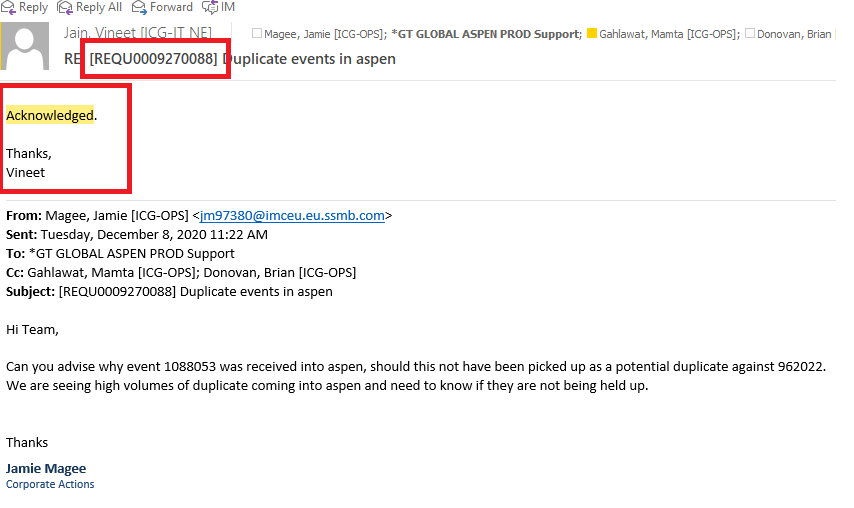 Reply Reply All Forward IM
Jain, Vineet [ICG-IT NE] Magee, Jamie [ICG-OPS]; *GT GLOBAL ASPEN PROD Support; Gahlawat, Mamta [ICG-OPS]; Donovan, Brian
RE [REQU0009270088] Duplicate events in aspen
Acknowledged.
Thanks,
Vineet
From: Magee, Jamie [ICG-OPS] <jm97380@imceu.eu.ssmb.com>
Sent: Tuesday, December 8, 2020 11:22 AM
To: *GT GLOBAL ASPEN PROD Support
Cc: Gahlawat, Mamta [ICG-OPS]; Donovan, Brian [ICG-OPS]
Subject: [REQU0009270088] Duplicate events in aspen
Hi Team,
Can you advise why event 1088053 was received into aspen, should this not have been picked up as a potential duplicate against 962022.
We are seeing high volumes of duplicate coming into aspen and need to know if they are not being held up.
Thanks
Jamie Magee
Corporate Actions